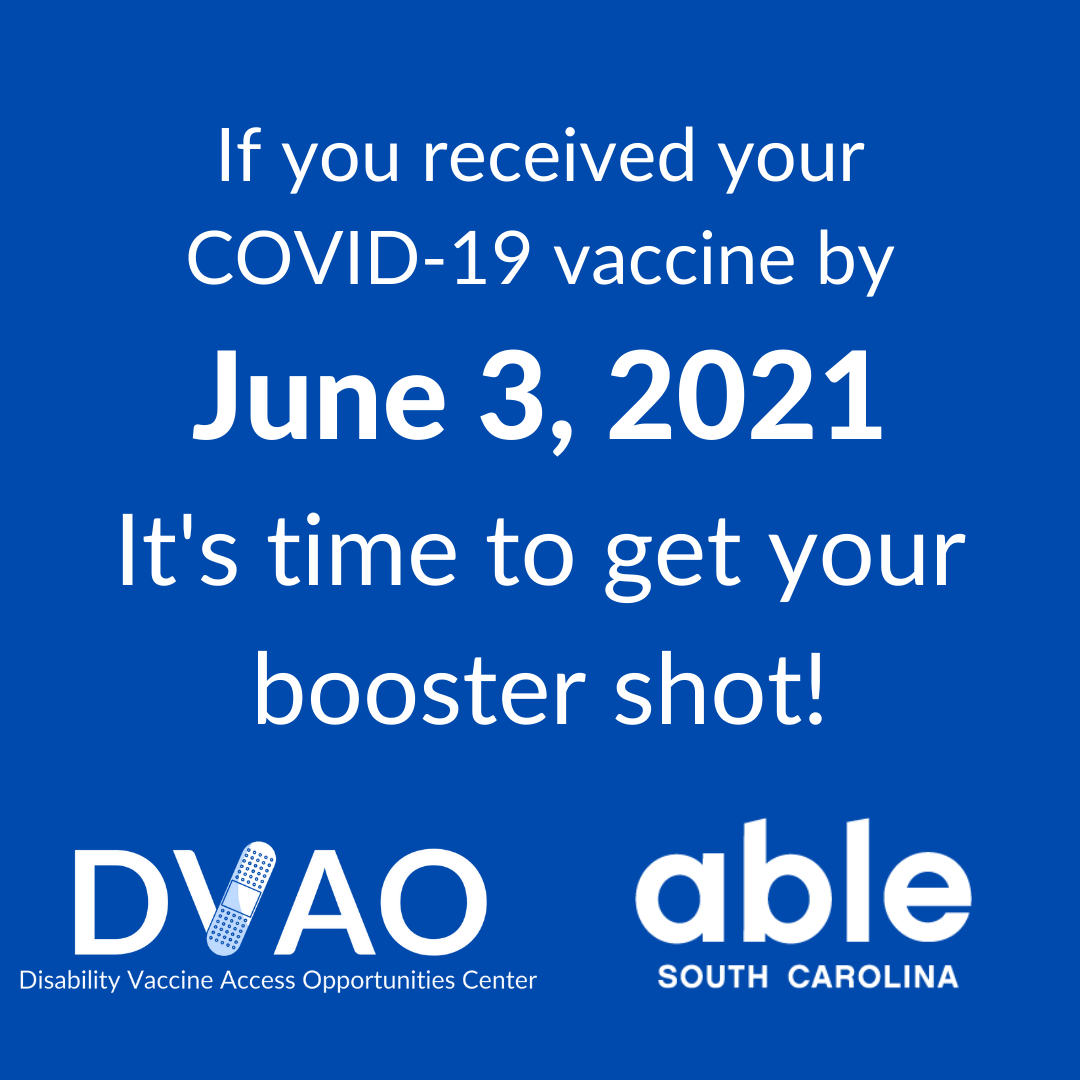 If you received your
COVID-19 vaccine by
June 3, 2021
It's time to get your
booster shot!
DVAO
Disability Vaccine Access Opportunities Center
able
SOUTH CAROLINA